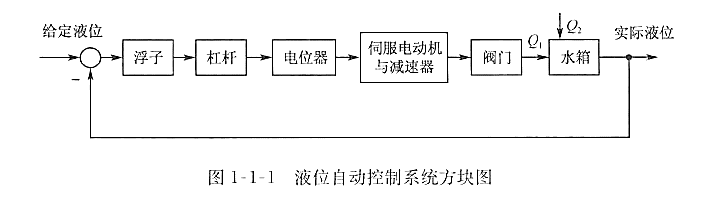 给定液位
Q₂
实际液位
Q₁
浮子
杠杆
电位器
伺服电动机
与减速器
阀门
水箱
−
图 1-1-1 液位自动控制系统方块图